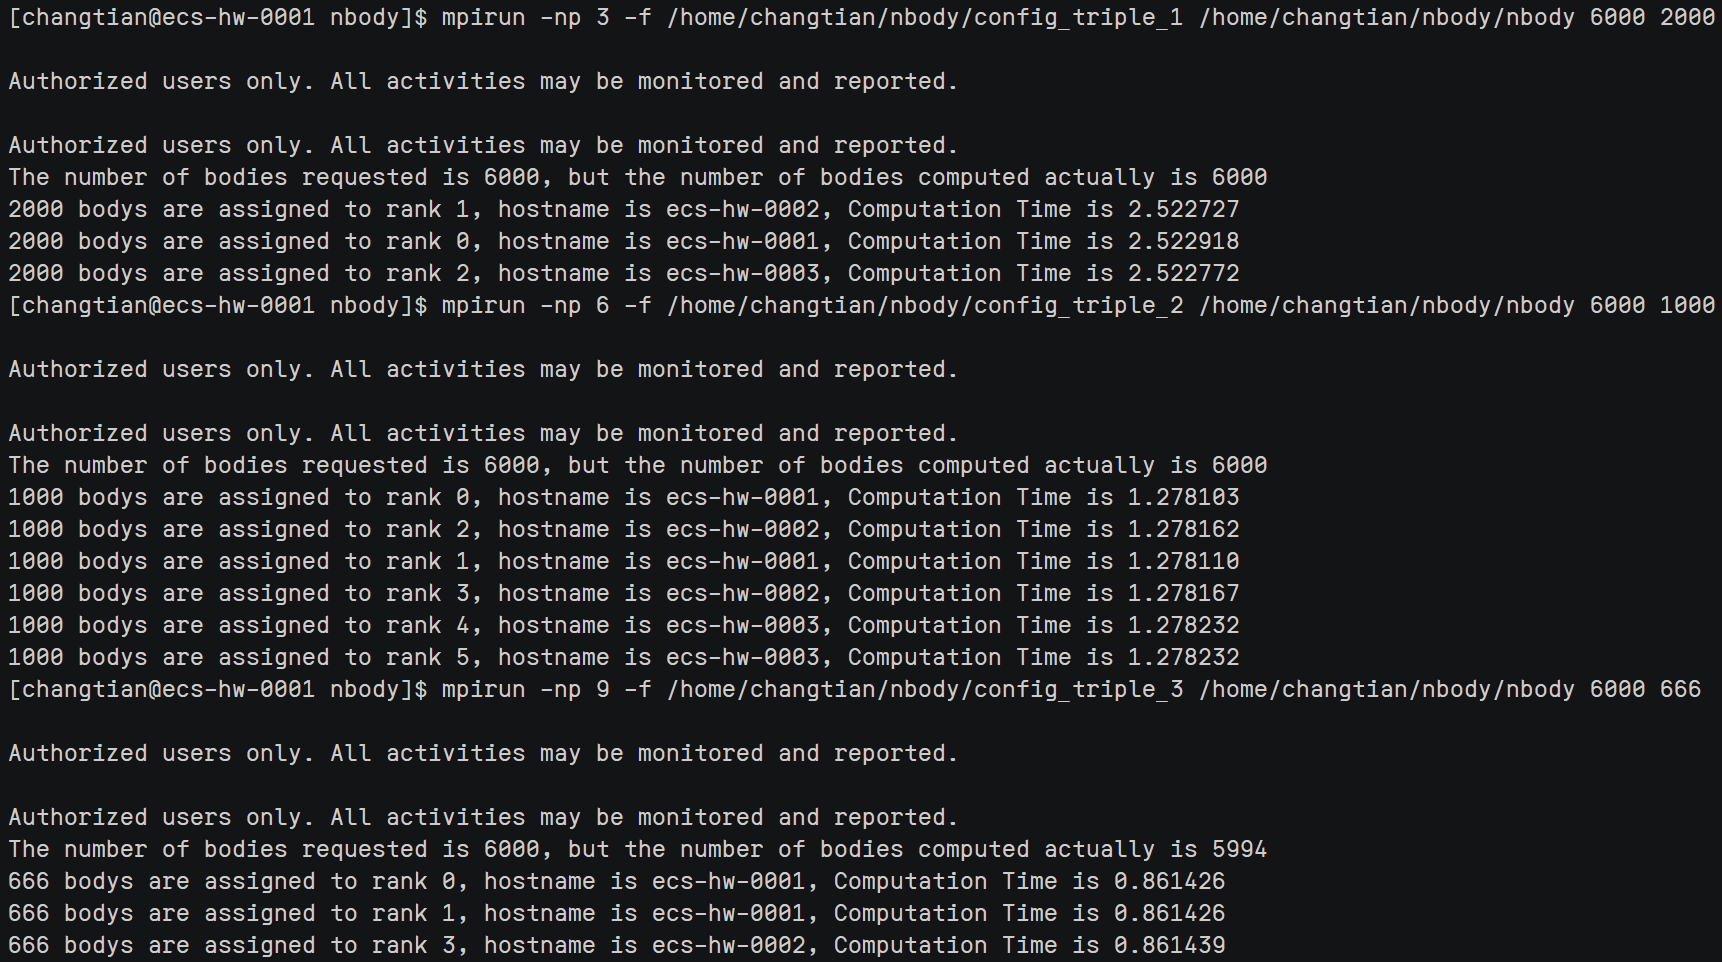 [changtian@ecs-hw-0001 nbody]$ mpirun -np 3 -f /home/changtian/nbody/config_triple_1 /home/changtian/nbody/nbody 6000 2000
Authorized users only. All activities may be monitored and reported.
Authorized users only. All activities may be monitored and reported.
The number of bodies requested is 6000, but the number of bodies computed actually is 6000
2000 bodys are assigned to rank 1, hostname is ecs-hw-0002, Computation Time is 2.522727
2000 bodys are assigned to rank 0, hostname is ecs-hw-0001, Computation Time is 2.522918
2000 bodys are assigned to rank 2, hostname is ecs-hw-0003, Computation Time is 2.522772
[changtian@ecs-hw-0001 nbody]$ mpirun -np 6 -f /home/changtian/nbody/config_triple_2 /home/changtian/nbody/nbody 6000 1000
Authorized users only. All activities may be monitored and reported.
Authorized users only. All activities may be monitored and reported.
The number of bodies requested is 6000, but the number of bodies computed actually is 6000
1000 bodys are assigned to rank 0, hostname is ecs-hw-0001, Computation Time is 1.278103
1000 bodys are assigned to rank 2, hostname is ecs-hw-0002, Computation Time is 1.278162
1000 bodys are assigned to rank 1, hostname is ecs-hw-0001, Computation Time is 1.278110
1000 bodys are assigned to rank 3, hostname is ecs-hw-0002, Computation Time is 1.278167
1000 bodys are assigned to rank 4, hostname is ecs-hw-0003, Computation Time is 1.278232
1000 bodys are assigned to rank 5, hostname is ecs-hw-0003, Computation Time is 1.278232
[changtian@ecs-hw-0001 nbody]$ mpirun -np 9 -f /home/changtian/nbody/config_triple_3 /home/changtian/nbody/nbody 6000 666
Authorized users only. All activities may be monitored and reported.
Authorized users only. All activities may be monitored and reported.
The number of bodies requested is 6000, but the number of bodies computed actually is 5994
666 bodys are assigned to rank 0, hostname is ecs-hw-0001, Computation Time is 0.861426
666 bodys are assigned to rank 1, hostname is ecs-hw-0001, Computation Time is 0.861426
666 bodys are assigned to rank 3, hostname is ecs-hw-0002, Computation Time is 0.861439